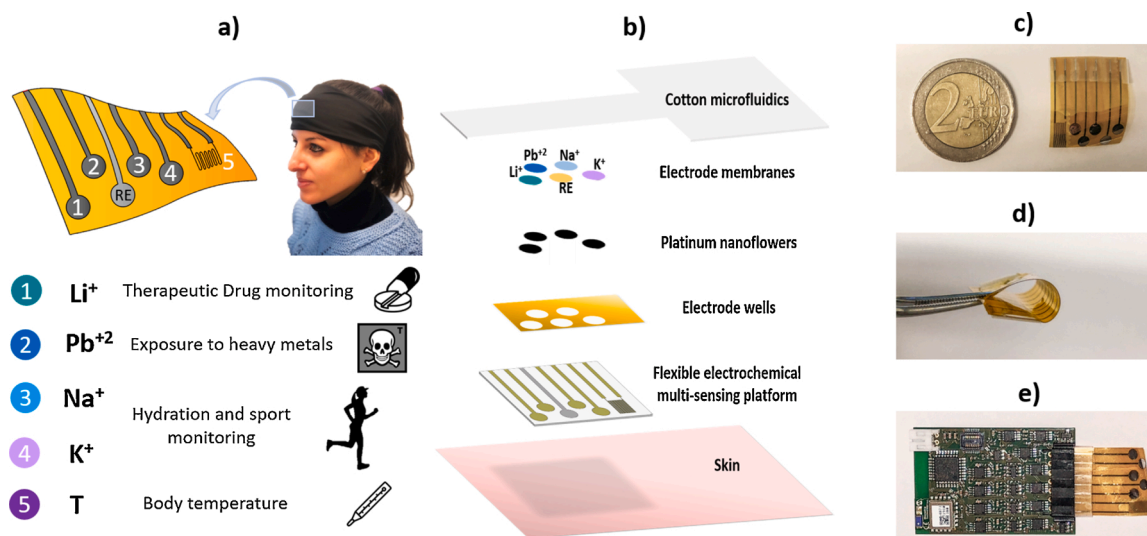 a)
1
2
RE
3
4
5
1 Li⁺ Therapeutic Drug monitoring
2 Pb⁺² Exposure to heavy metals
T
3 Na⁺
Hydration and sport
monitoring
4 K⁺
5 T Body temperature
b)
Cotton microfluidics
Pb⁺² Na⁺
Li⁺ K⁺
RE
Electrode membranes
Platinum nanoflowers
Electrode wells
Flexible electrochemical
multi-sensing platform
Skin
c)
2
d)
e)